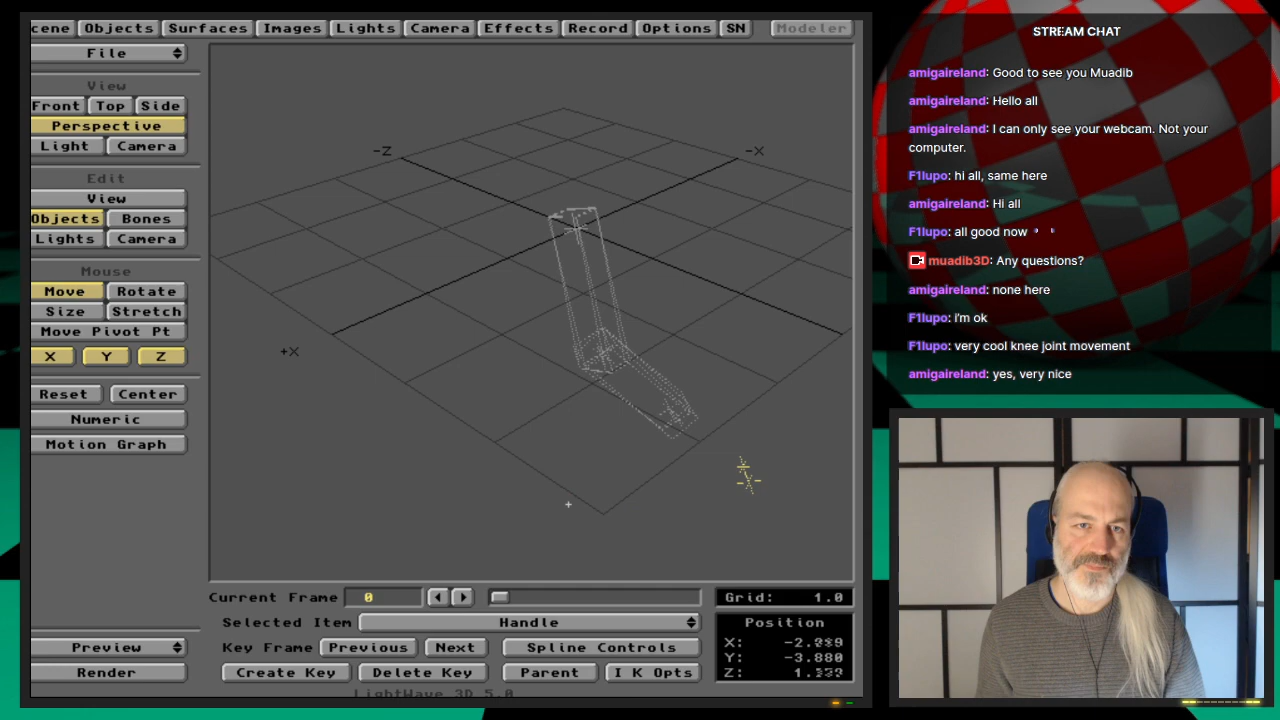 cene Objects Surfaces Images Lights Camera Effects Record Options SN Modeler
File
View
Front Top Side
Perspective
Light Camera
Edit
View
Objects Bones
Lights Camera
Mouse
Move Rotate
Size Stretch
Move Pivot Pt
X Y Z
Reset Center
Numeric
Motion Graph
Preview
Render
-Z
-X
+X
Current Frame 0
Selected Item Handle
Key Frame Previous Next Spline Controls
Create Key Delete Key Parent I K Opts
LightWave 3D 5.0
Grid: 1.0
Position
X:
Y: -3.880
Z:
STREAM CHAT
amigaireland: Good to see you Muadib
amigaireland: Hello all
amigaireland: I can only see your webcam. Not your
computer.
F1lupo: hi all, same here
amigaireland: Hi all
F1lupo: all good now
muadib3D: Any questions?
amigaireland: none here
F1lupo: i'm ok
F1lupo: very cool knee joint movement
amigaireland: yes, very nice